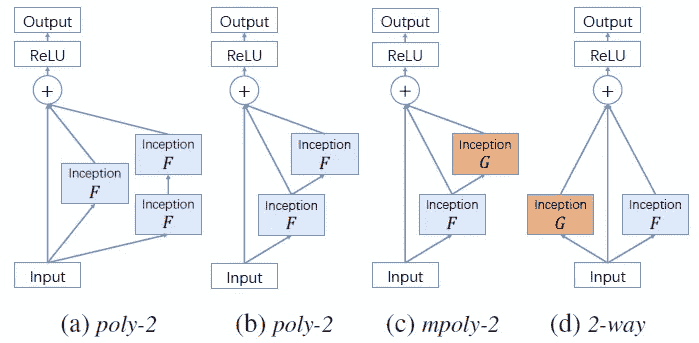 Output
ReLU
+
Inception
F
Inception
F
Inception
F
Input
(a) poly-2
Output
ReLU
+
Inception
F
Inception
F
Input
(b) poly-2
Output
ReLU
+
Inception
G
Inception
F
Input
(c) mpoly-2
Output
ReLU
+
Inception
G
Inception
F
Input
(d) 2-way